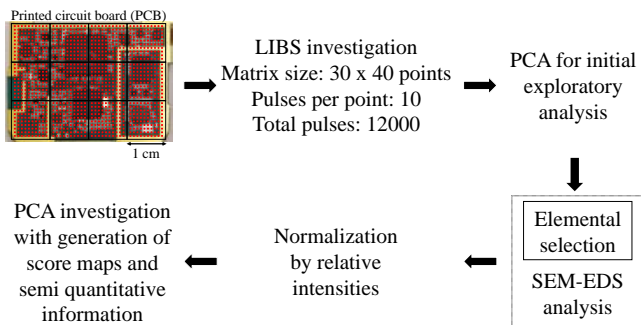 Printed circuit board (PCB)
1 cm
LIBS investigation
Matrix size: 30 x 40 points
Pulses per point: 10
Total pulses: 12000
PCA for initial
exploratory
analysis
Elemental
selection
SEM-EDS
analysis
Normalization
by relative
intensities
PCA investigation
with generation of
score maps and
semi quantitative
information